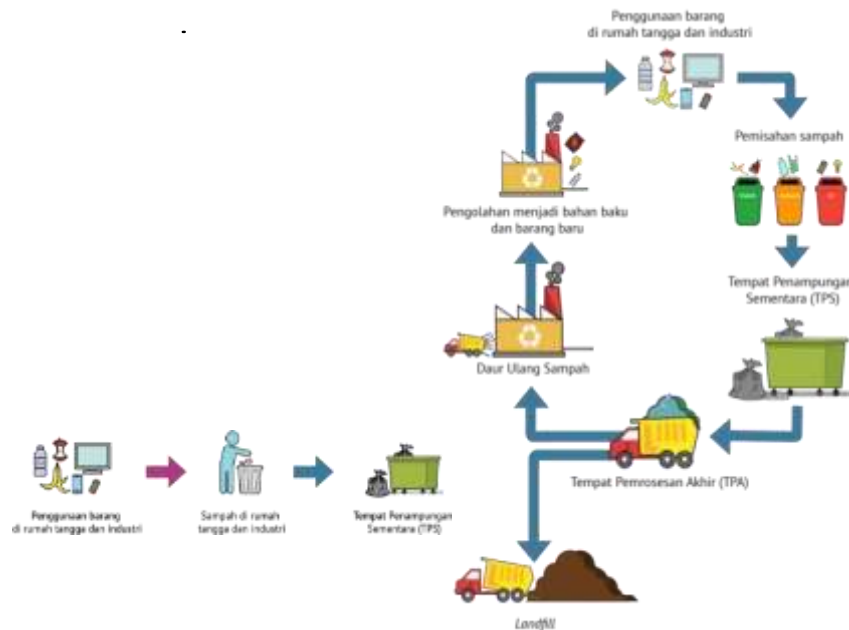 Penggunaan barang
di rumah tangga dan industri
Pemisahan sampah
Tempat Penampungan
Sementara (TPS)
Tempat Pemrosesan Akhir (TPA)
Daur Ulang Sampah
Pengolahan menjadi bahan baku
dan barang baru
Landfill
Penggunaan barang
di rumah tangga dan industri
Sampah di rumah
tangga dan industri
Tempat Penampungan
Sementara (TPS)